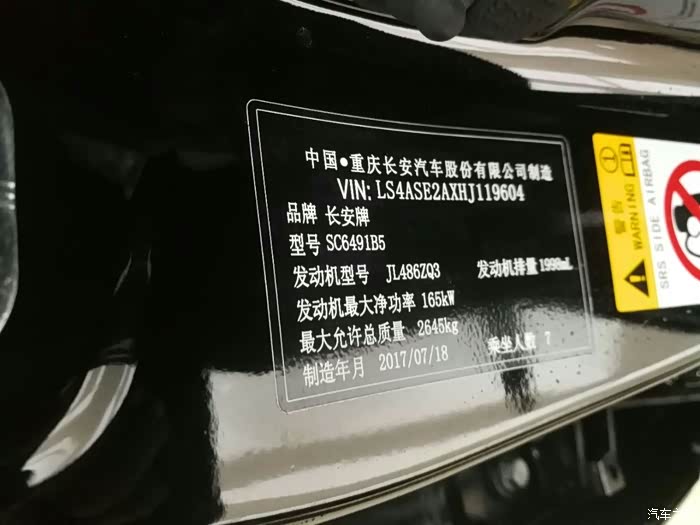 中国●重庆长安汽车股份有限公司制造
VIN: LS4ASE2AXHJ119604
品牌 长安牌
型号 SC6491B5
发动机型号 JL486ZQ3 发动机排量 1998mL
发动机最大净功率 165kW
最大允许总质量 2645kg
制造年月 2017/07/18 乘坐人数 7
警告
WARNING
SRS SIDE AIRBAG